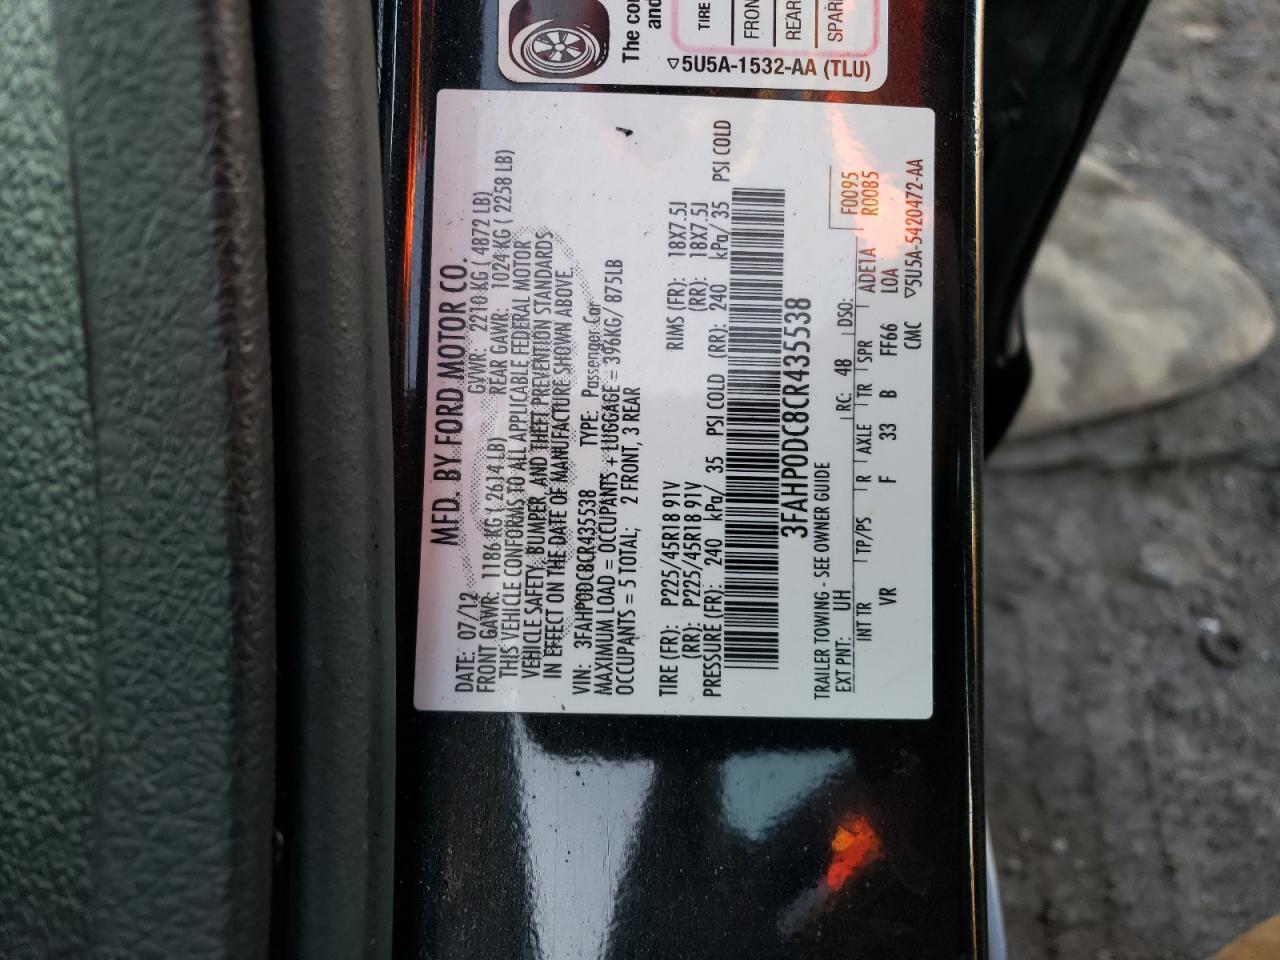 The co
and
TIRE
FRON
REAR
SPAR
▽5U5A-1532-AA (TLU)
MFD. BY FORD MOTOR CO.
DATE: 07/12 GVWR: 2210 KG ( 4872 LB)
FRONT GAWR: 1186 KG ( 2614 LB) REAR GAWR: 1024 KG ( 2258 LB)
THIS VEHICLE CONFORMS TO ALL APPLICABLE FEDERAL MOTOR
VEHICLE SAFETY, BUMPER, AND THEFT PREVENTION STANDARDS
IN EFFECT ON THE DATE OF MANUFACTURE SHOWN ABOVE
VIN: 3FAHP0DC8CR435538 TYPE: Passenger Car
MAXIMUM LOAD = OCCUPANTS + LUGGAGE = 396KG/ 875LB
OCCUPANTS = 5 TOTAL; 2 FRONT, 3 REAR
TIRE (FR): P225/45R18 91V RIMS (FR): 18X7.5J
(RR): P225/45R18 91V (RR): 18X7.5J
PRESSURE (FR): 240 kPa/ 35 PSI COLD (RR): 240 kPa/ 35 PSI COLD
3FAHP0DC8CR435538
TRAILER TOWING - SEE OWNER GUIDE
EXT PNT: UH RC: 48 DSO: F0095
INT TR TP/PS R AXLE TR SPR ADE1A R0085
VR F 33 B FF66 LOA
CMC ▽5U5A-5420472-AA